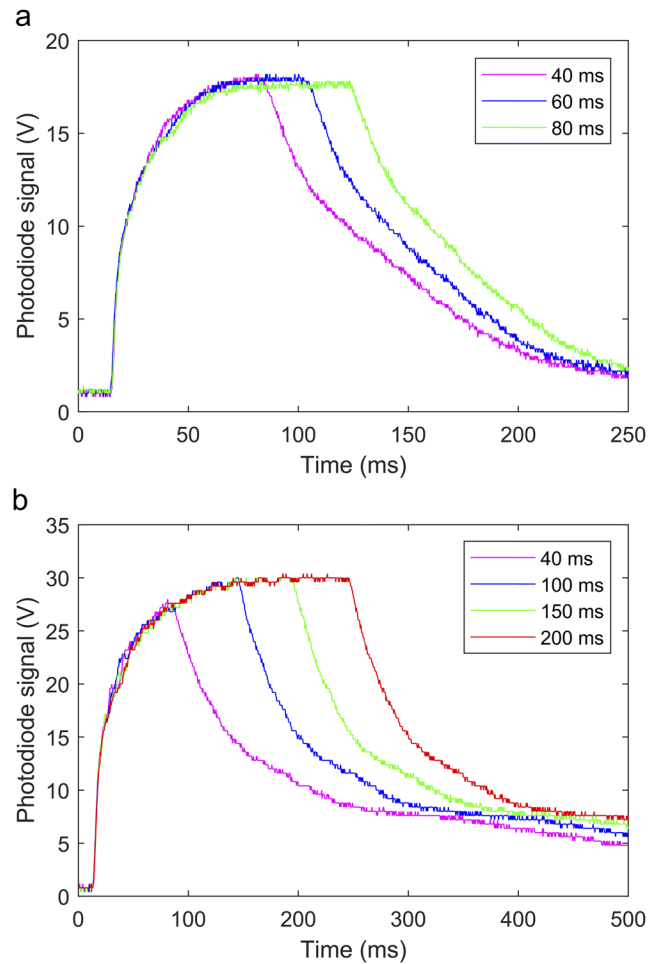 a
20
15
10
5
0
Photodiode signal (V)
40 ms
60 ms
80 ms
0 50 100 150 200 250
Time (ms)
b
35
30
25
20
15
10
5
0
Photodiode signal (V)
40 ms
100 ms
150 ms
200 ms
0 100 200 300 400 500
Time (ms)